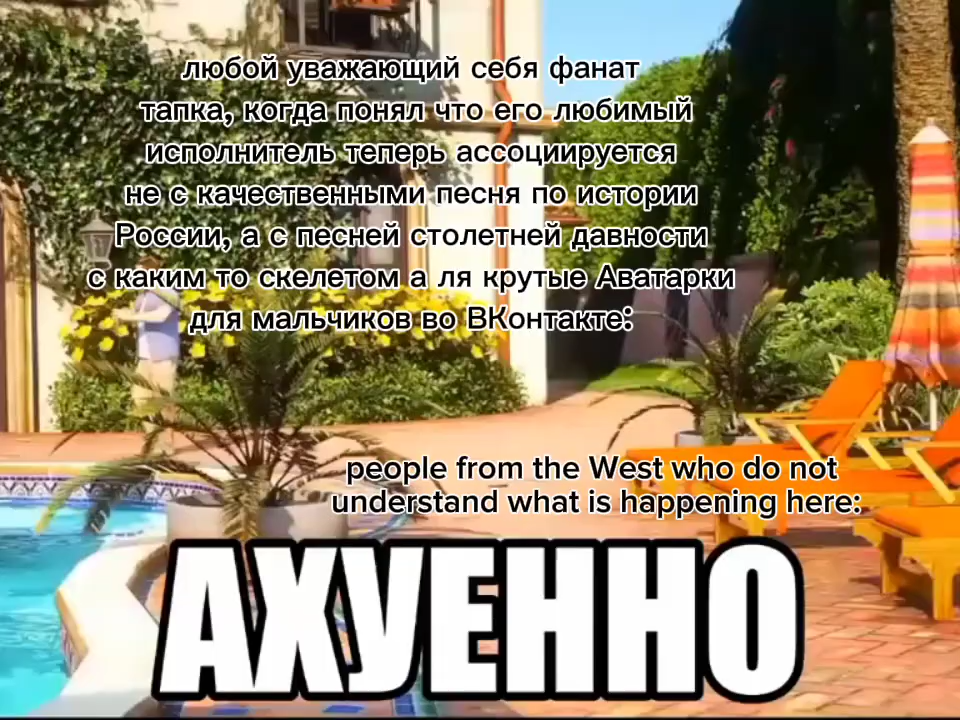 любой уважающий себя фанат
тапка, когда понял что его любимый
исполнитель теперь ассоциируется
не с качественными песня по истории
России, а с песней столетней давности
с каким то скелетом а ля крутые Аватарки
для мальчиков во ВКонтакте:
people from the West who do not
understand what is happening here:
АХУЕННО